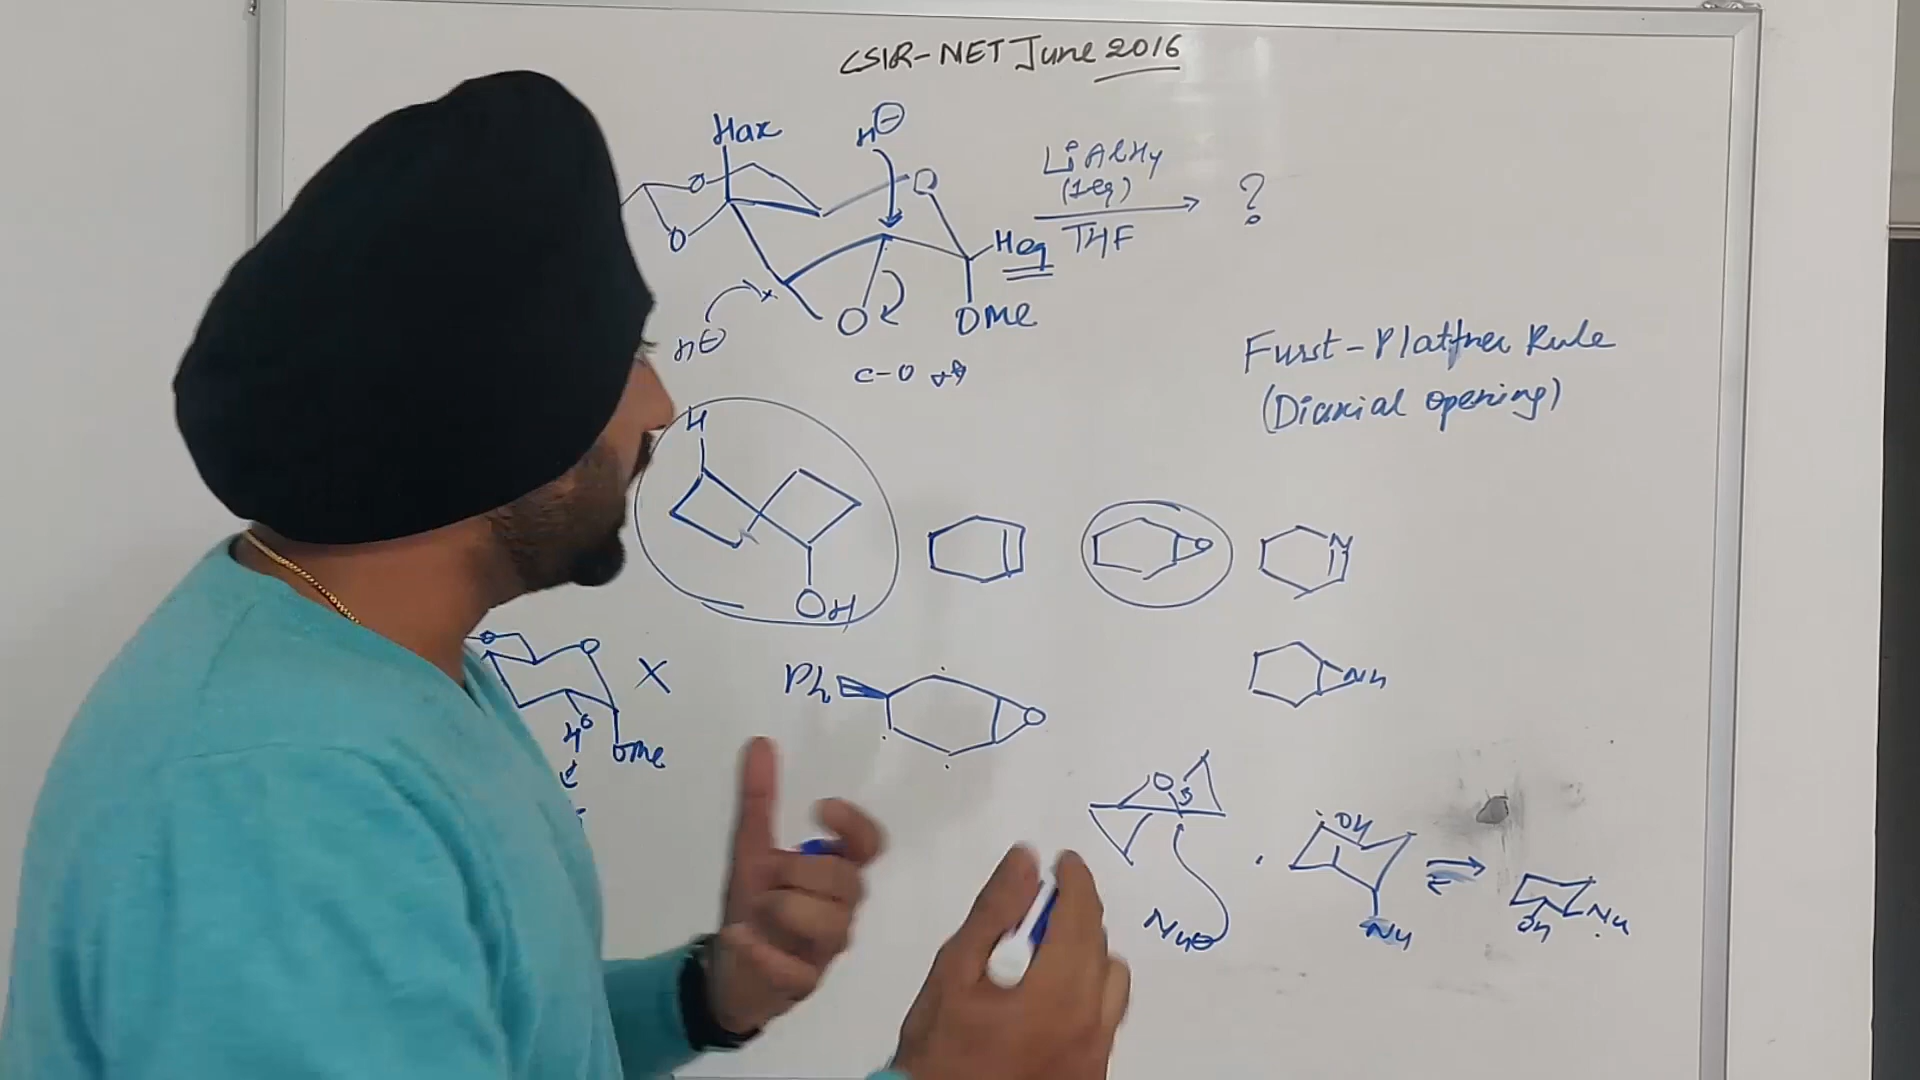 CSIR-NET June 2016
Hax
H⊖
O
O
O
LiAlH4
(1eq)
THF
?
Heq
OMe
O
H⊖
C-O
Furst-Plattner Rule
(Diaxial opening)
H
OH
O
N
O
O
X
OMe
Ph
O
NH
O
Nu⊖
OH
Nu
OH
Nu